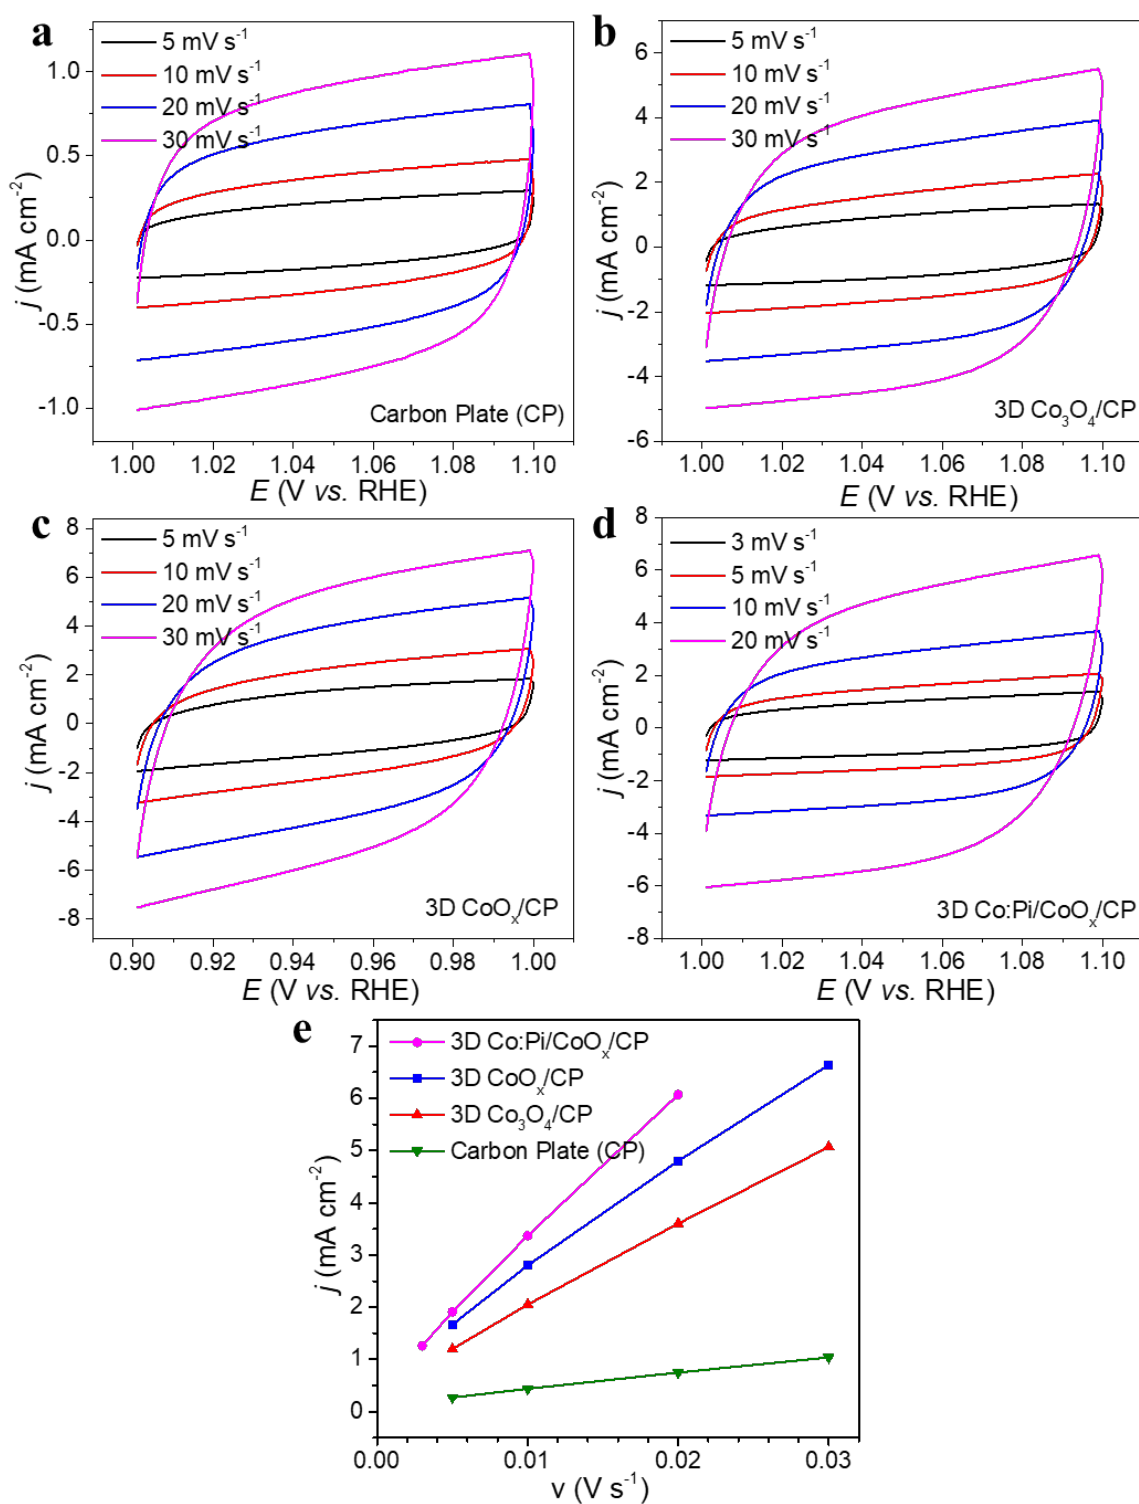 a
5 mV s⁻¹
10 mV s⁻¹
20 mV s⁻¹
30 mV s⁻¹
1.0
0.5
0.0
-0.5
-1.0
j (mA cm⁻²)
Carbon Plate (CP)
1.00 1.02 1.04 1.06 1.08 1.10
E (V vs. RHE)
b
5 mV s⁻¹
10 mV s⁻¹
20 mV s⁻¹
30 mV s⁻¹
6
4
2
0
-2
-4
-6
j (mA cm⁻²)
3D Co₃O₄/CP
1.00 1.02 1.04 1.06 1.08 1.10
E (V vs. RHE)
c
5 mV s⁻¹
10 mV s⁻¹
20 mV s⁻¹
30 mV s⁻¹
8
6
4
2
0
-2
-4
-6
-8
j (mA cm⁻²)
3D CoOₓ/CP
0.90 0.92 0.94 0.96 0.98 1.00
E (V vs. RHE)
d
3 mV s⁻¹
5 mV s⁻¹
10 mV s⁻¹
20 mV s⁻¹
8
6
4
2
0
-2
-4
-6
-8
j (mA cm⁻²)
3D Co:Pi/CoOₓ/CP
1.00 1.02 1.04 1.06 1.08 1.10
E (V vs. RHE)
e
3D Co:Pi/CoOₓ/CP
3D CoOₓ/CP
3D Co₃O₄/CP
Carbon Plate (CP)
7
6
5
4
3
2
1
0
j (mA cm⁻²)
0.00 0.01 0.02 0.03
v (V s⁻¹)